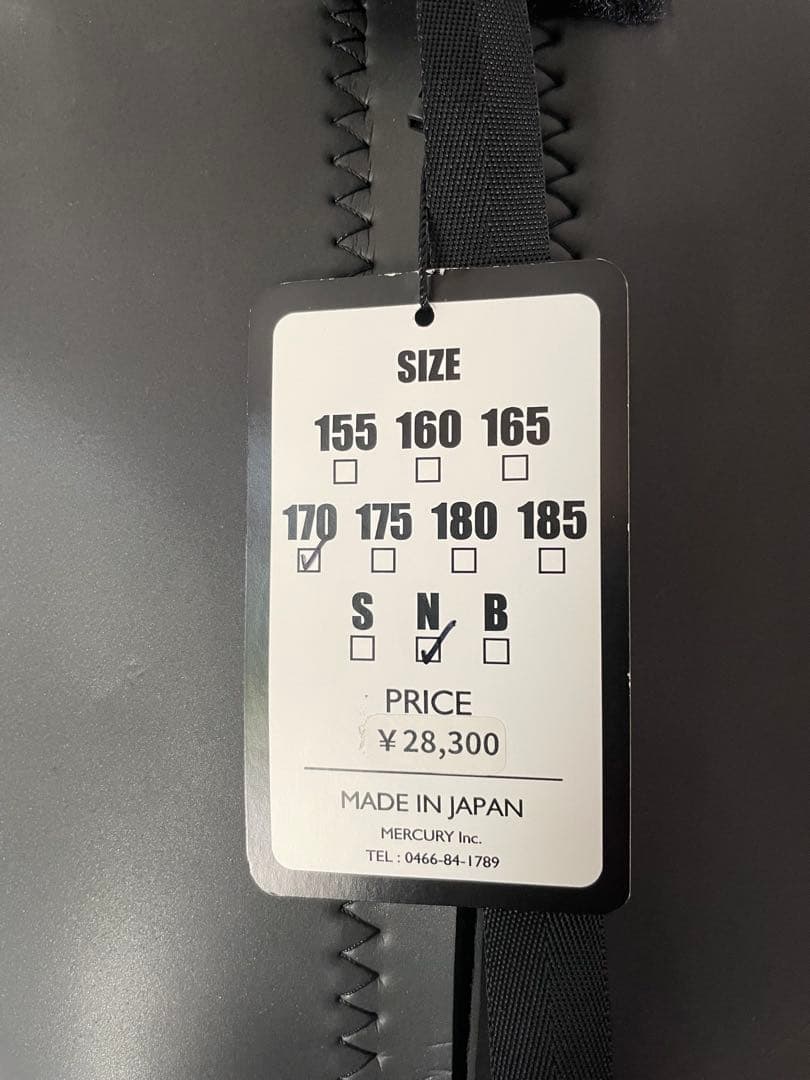 SIZE
155 160 165
170 175 180 185
S N B
PRICE
¥28,300
MADE IN JAPAN
MERCURY Inc.
TEL : 0466-84-1789